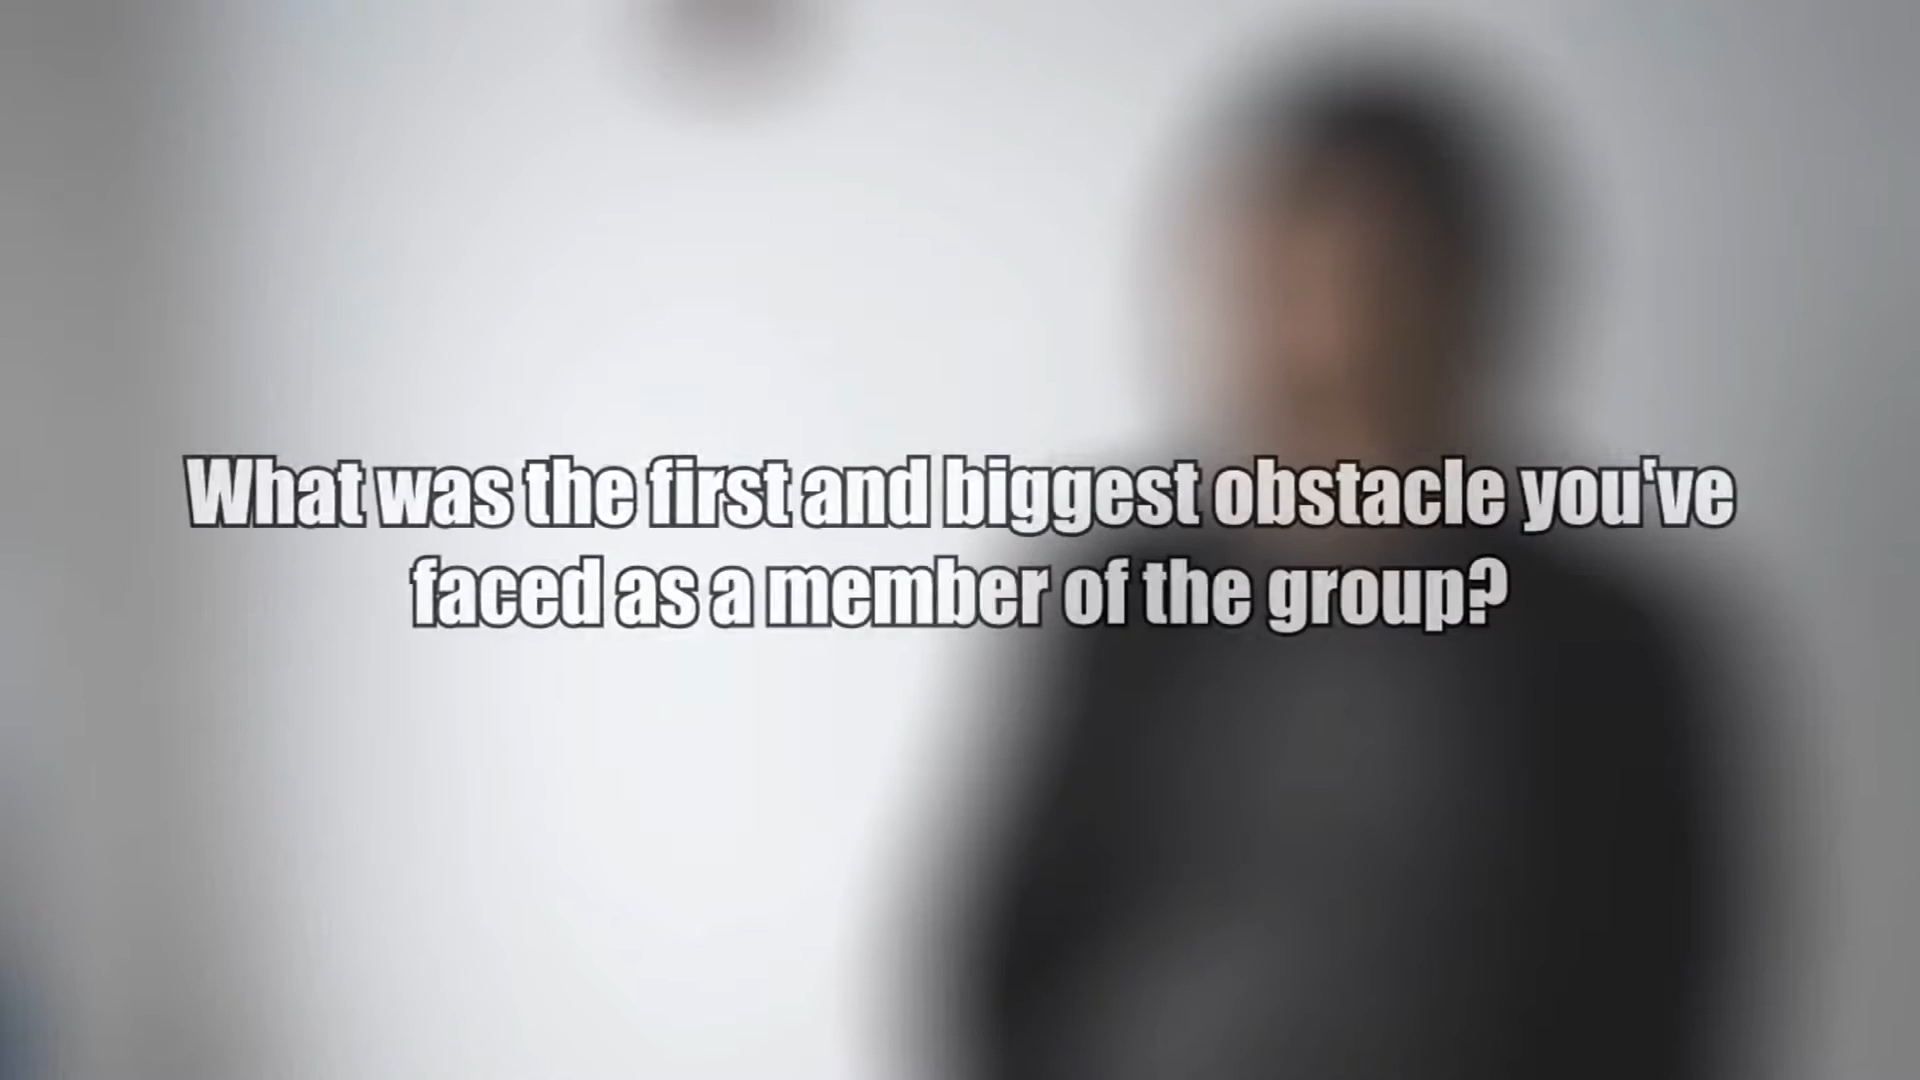 What was the first and biggest obstacle you've
faced as a member of the group?